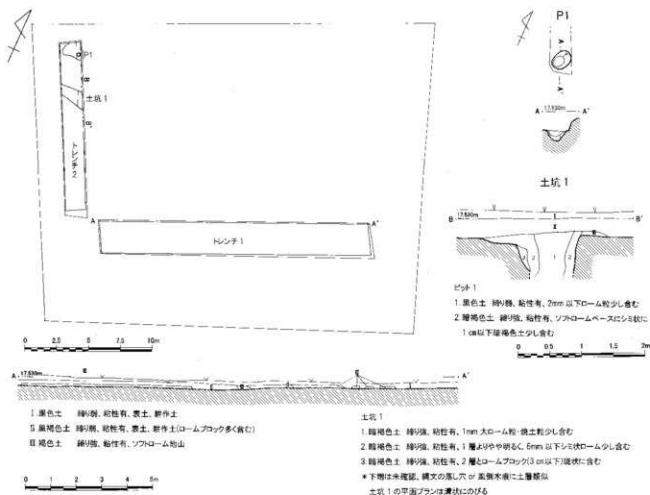 P1
土坑 1
B
B'
トレンチ 2
A
A'
トレンチ 1
0 2.5 5.0 10m
P1
A
A'
A 17.530m A'
土坑 1
B 17.530m B'
I
II
2 1 2
ピット 1
1. 黒色土 締り弱、粘性有、2mm 以下ローム粒少し含む
2. 暗褐色土 締り強、粘性有、ソフトロームベースにシミ状に
1 cm以下暗褐色土少し含む
0 0.5 1.0 2m
A 17.530m A'
I 黒色土 締り弱、粘性有、表土、耕作土
II 黒褐色土 締り弱、粘性有、表土、耕作土(ロームブロック多く含む)
III 褐色土 締り強、粘性有、ソフトローム地山
0 1 2 3 4 5m
土坑 1
1. 暗褐色土 締り強、粘性有、1mm 大ローム粒・焼土粒少し含む
2. 暗褐色土 締り強、粘性有、1 層よりやや明るく、5mm 以下シミ状ローム少し含む
3. 暗褐色土 締り強、粘性有、2 層とロームブロック(3 cm以下)斑状に含む
* 下端は未確認、縄文の落し穴 or 風倒木痕に土層類似
土坑 1 の平面プランは溝状にのびる